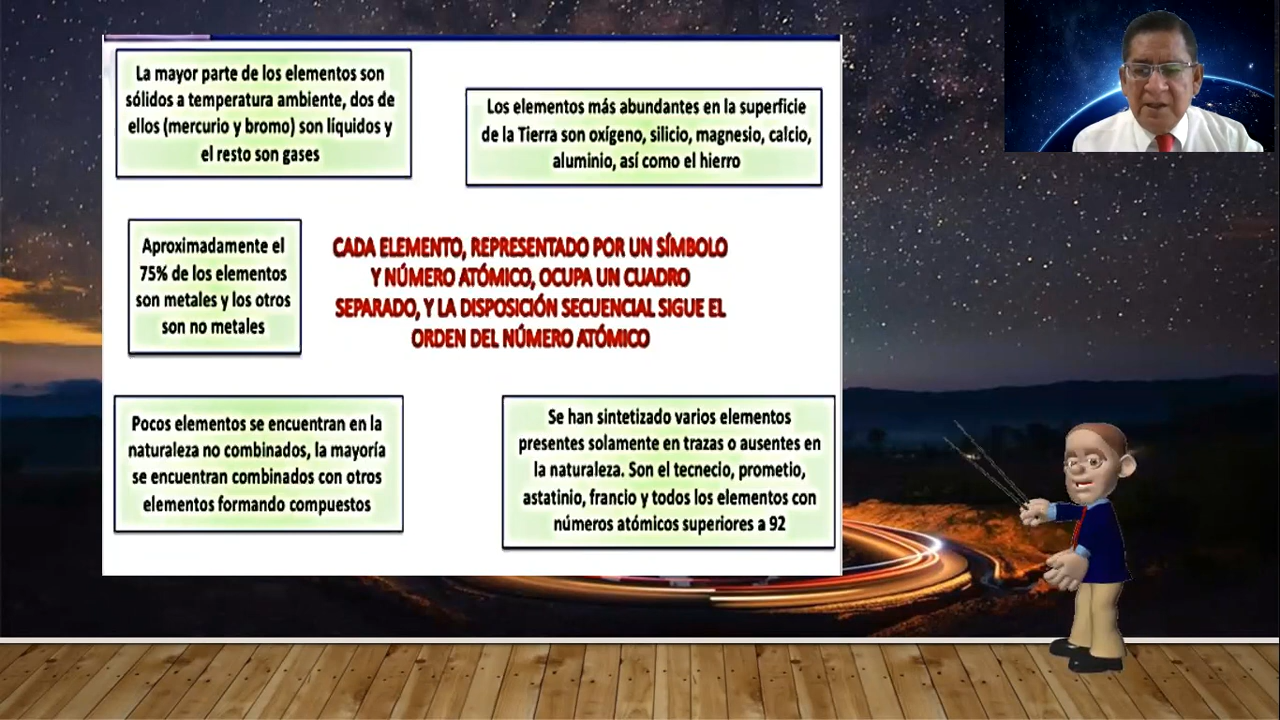 La mayor parte de los elementos son
sólidos a temperatura ambiente, dos de
ellos (mercurio y bromo) son líquidos y
el resto son gases
Los elementos más abundantes en la superficie
de la Tierra son oxígeno, silicio, magnesio, calcio,
aluminio, así como el hierro
Aproximadamente el
75% de los elementos
son metales y los otros
son no metales
CADA ELEMENTO, REPRESENTADO POR UN SÍMBOLO
Y NÚMERO ATÓMICO, OCUPA UN CUADRO
SEPARADO, Y LA DISPOSICIÓN SECUENCIAL SIGUE EL
ORDEN DEL NÚMERO ATÓMICO
Pocos elementos se encuentran en la
naturaleza no combinados, la mayoría
se encuentran combinados con otros
elementos formando compuestos
Se han sintetizado varios elementos
presentes solamente en trazas o ausentes en
la naturaleza. Son el tecnecio, prometio,
astatinio, francio y todos los elementos con
números atómicos superiores a 92